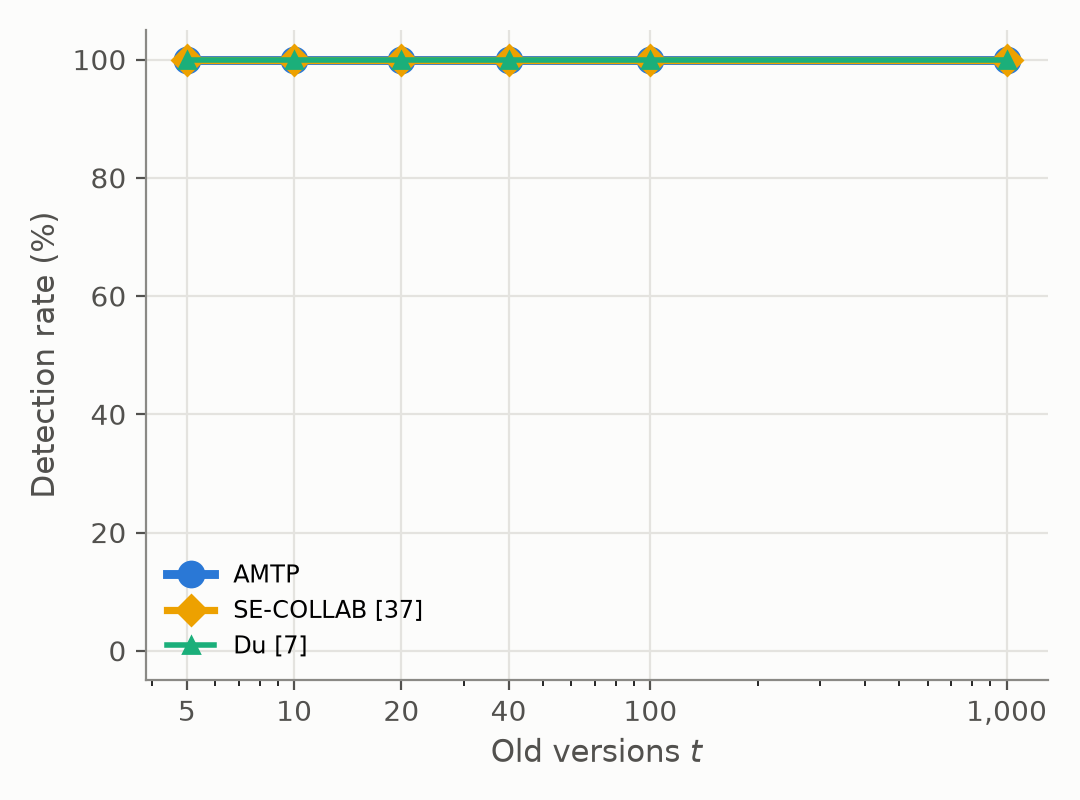 100
80
60
40
20
0
Detection rate (%)
AMTP
SE-COLLAB [37]
Du [7]
5 10 20 40 100 1,000
Old versions t